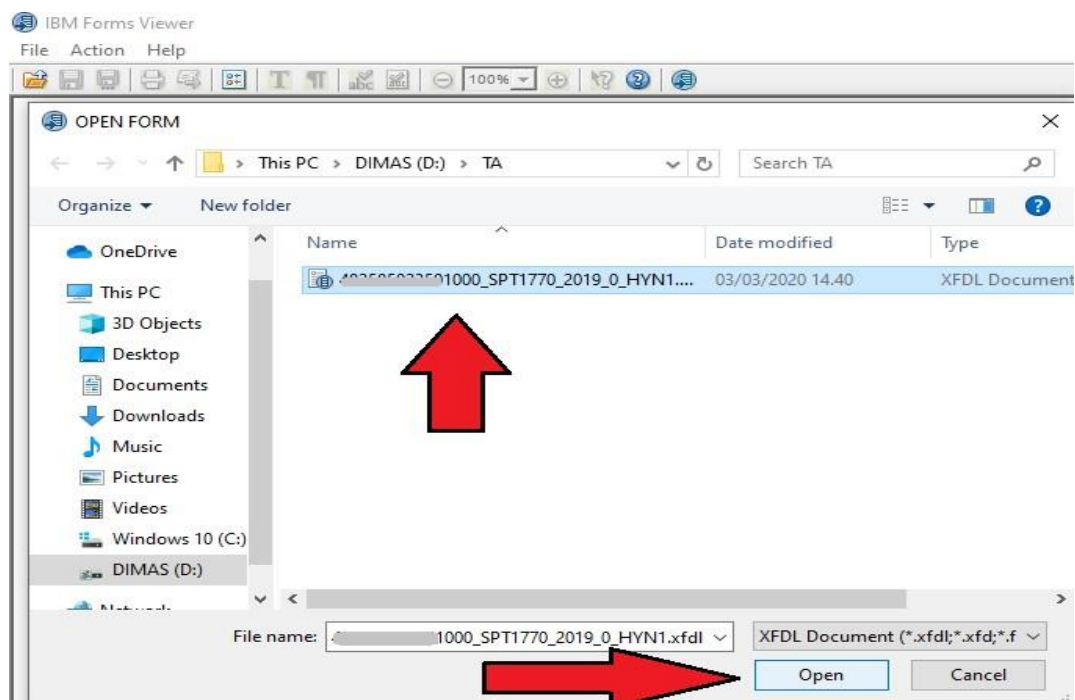 IBM Forms Viewer
File Action Help
100%
OPEN FORM
This PC > DIMAS (D:) > TA
Search TA
Organize New folder
Name Date modified Type
1000_SPT1770_2019_0_HYN1.... 03/03/2020 14.40 XFDL Document
OneDrive
This PC
3D Objects
Desktop
Documents
Downloads
Music
Pictures
Videos
Windows 10 (C:)
DIMAS (D:)
File name: 1000_SPT1770_2019_0_HYN1.xfdl XFDL Document (*.xfdl;*.xfd;*.f
Open Cancel